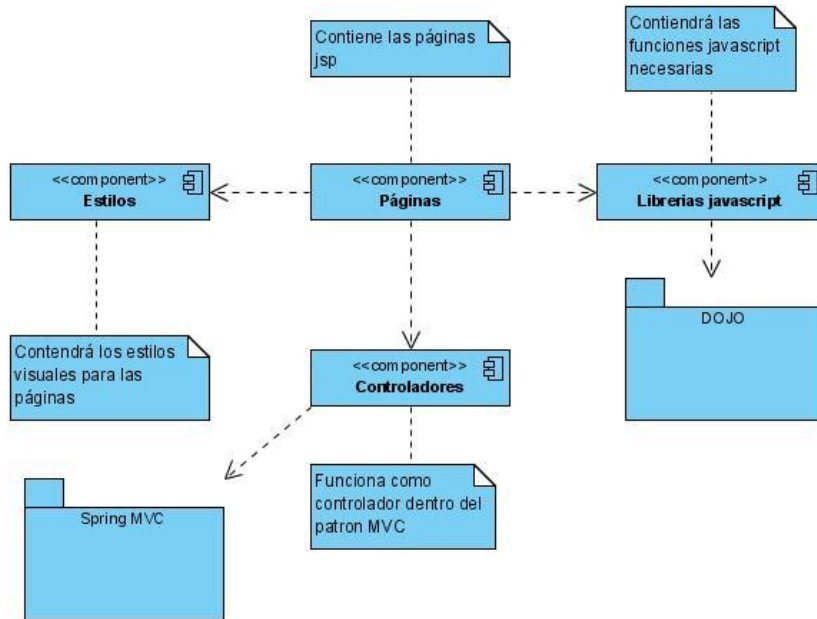 Contiene las páginas
jsp
Contiendrá las
funciones javascript
necesarias
<<component>>
Estilos
<<component>>
Páginas
<<component>>
Librerias javascript
DOJO
Contendrá los estilos
visuales para las
páginas
<<component>>
Controladores
Spring MVC
Funciona como
controlador dentro del
patron MVC